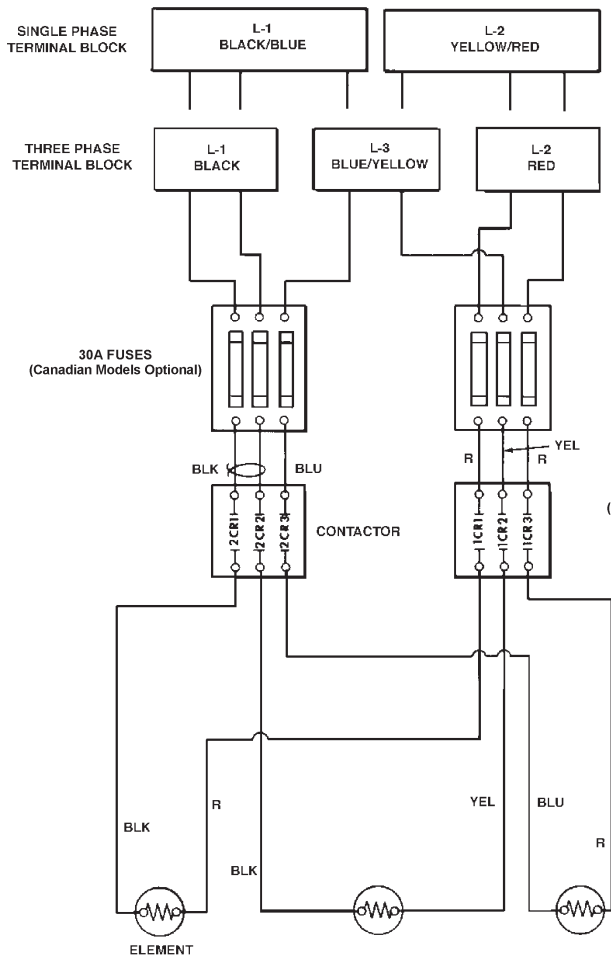 SINGLE PHASE
TERMINAL BLOCK
L-1
BLACK/BLUE
L-2
YELLOW/RED
THREE PHASE
TERMINAL BLOCK
L-1
BLACK
L-3
BLUE/YELLOW
L-2
RED
30A FUSES
(Canadian Models Optional)
BLK
BLU
R
YEL
R
2CR1
2CR2
2CR3
CONTACTOR
1CR1
1CR2
1CR3
(
BLK
R
BLK
YEL
BLU
R
ELEMENT